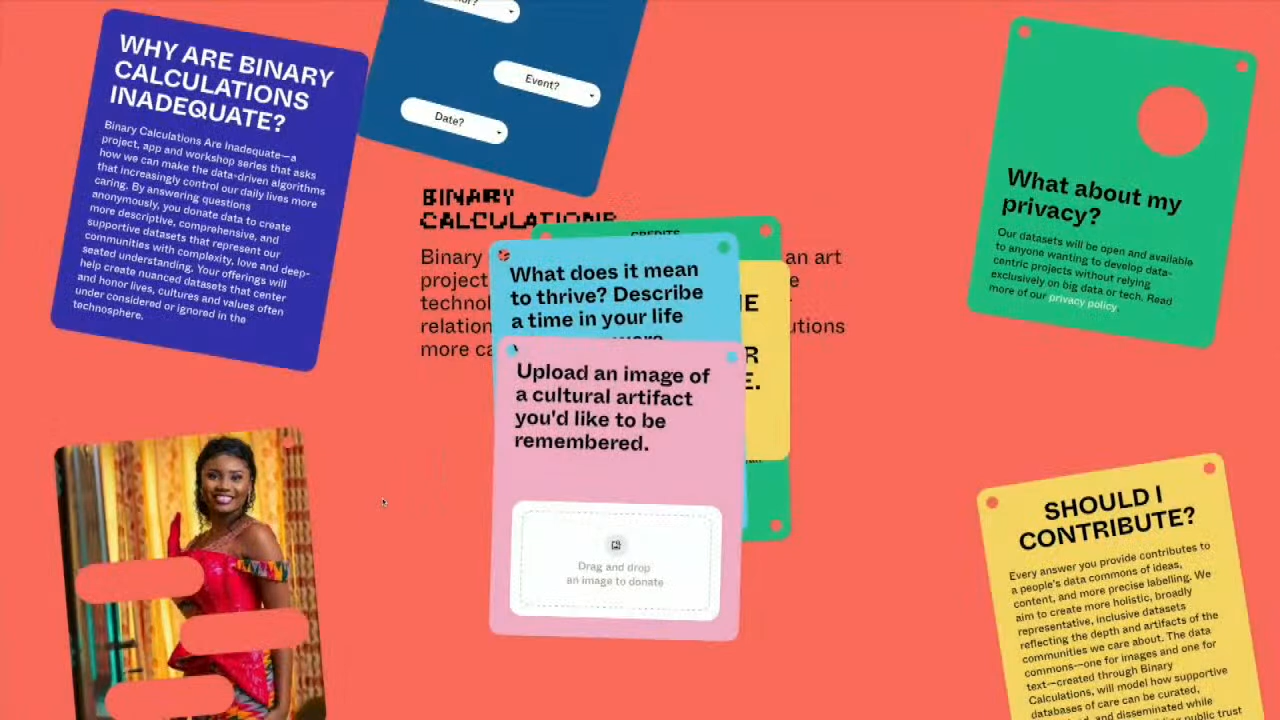 WHY ARE BINARY
CALCULATIONS
INADEQUATE?
Binary Calculations Are Inadequate—a
project, app and workshop series that asks
how we can make the data-driven algorithms
that increasingly control our daily lives more
caring. By answering questions
anonymously, you donate data to create
more descriptive, comprehensive, and
supportive datasets that represent our
communities with complexity, love and deep-
seated understanding. Your offerings will
help create nuanced datasets that center
and honor lives, cultures and values often
under considered or ignored in the
technosphere.
Event?
Date?
BINARY
CALCULATIONS
Binary
an art
project
technol
relation
utions
more ca
CREDITS
What does it mean
to thrive? Describe
a time in your life
Upload an image of
a cultural artifact
you'd like to be
remembered.
Drag and drop
an image to donate
What about my
privacy?
Our datasets will be open and available
to anyone wanting to develop data-
centric projects without relying
exclusively on big data or tech. Read
more of our privacy policy.
SHOULD I
CONTRIBUTE?
Every answer you provide contributes to
a people's data commons of ideas,
content, and more precise labelling. We
aim to create more holistic, broadly
representative, inclusive datasets
reflecting the depth and artifacts of the
communities we care about. The data
commons—one for images and one for
text—created through Binary
Calculations, will model how supportive
databases of care can be curated,
and disseminated while
public trust